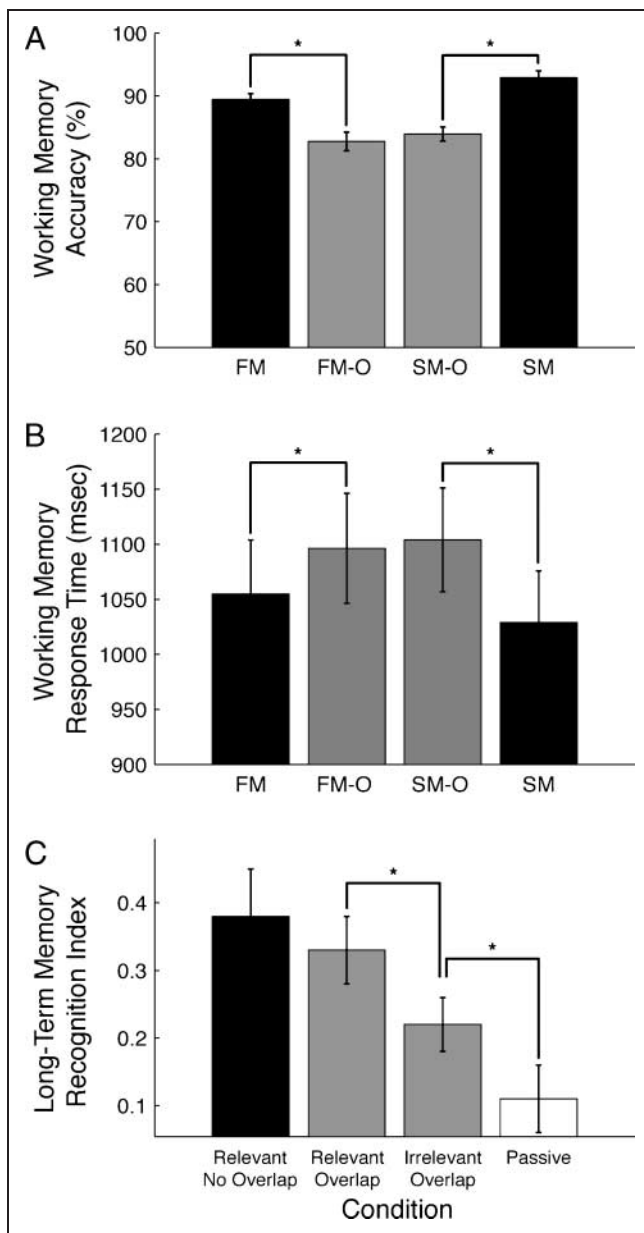 A
Working Memory
Accuracy (%)
100
90
80
70
60
50
*
*
FM
FM-O
SM-O
SM
B
Working Memory
Response Time (msec)
1200
1150
1100
1050
1000
950
900
*
*
FM
FM-O
SM-O
SM
C
Long-Term Memory
Recognition Index
0.4
0.3
0.2
0.1
*
*
Relevant
No Overlap
Relevant
Overlap
Irrelevant
Overlap
Passive
Condition